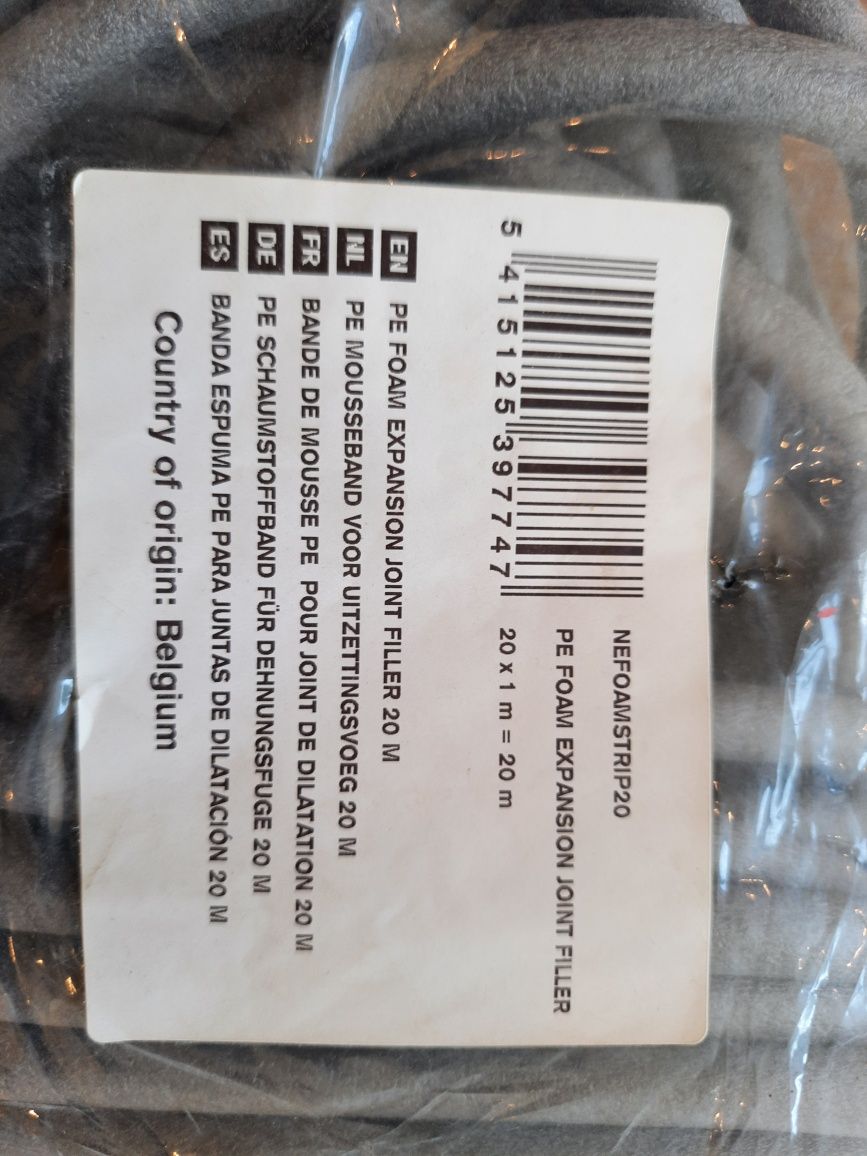 NEFOAMSTRIP20
PE FOAM EXPANSION JOINT FILLER
20 x 1 m = 20 m
5 415125 397747
EN PE FOAM EXPANSION JOINT FILLER 20 M
NL PE MOUSSEBAND VOOR UITZETTINGSVOEG 20 M
FR BANDE DE MOUSSE PE POUR JOINT DE DILATATION 20 M
DE PE SCHAUMSTOFFBAND FÜR DEHNUNGSFUGE 20 M
ES BANDA ESPUMA PE PARA JUNTAS DE DILATACIÓN 20 M
Country of origin: Belgium